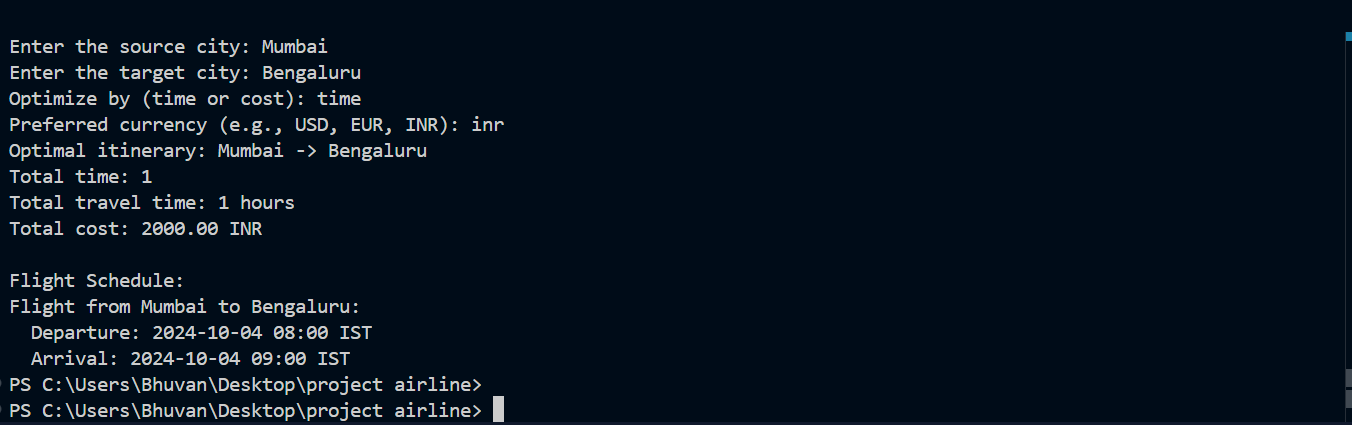 Enter the source city: Mumbai
Enter the target city: Bengaluru
Optimize by (time or cost): time
Preferred currency (e.g., USD, EUR, INR): inr
Optimal itinerary: Mumbai -> Bengaluru
Total time: 1
Total travel time: 1 hours
Total cost: 2000.00 INR
Flight Schedule:
Flight from Mumbai to Bengaluru:
  Departure: 2024-10-04 08:00 IST
  Arrival: 2024-10-04 09:00 IST
PS C:\Users\Bhuvan\Desktop\project airline>
PS C:\Users\Bhuvan\Desktop\project airline>